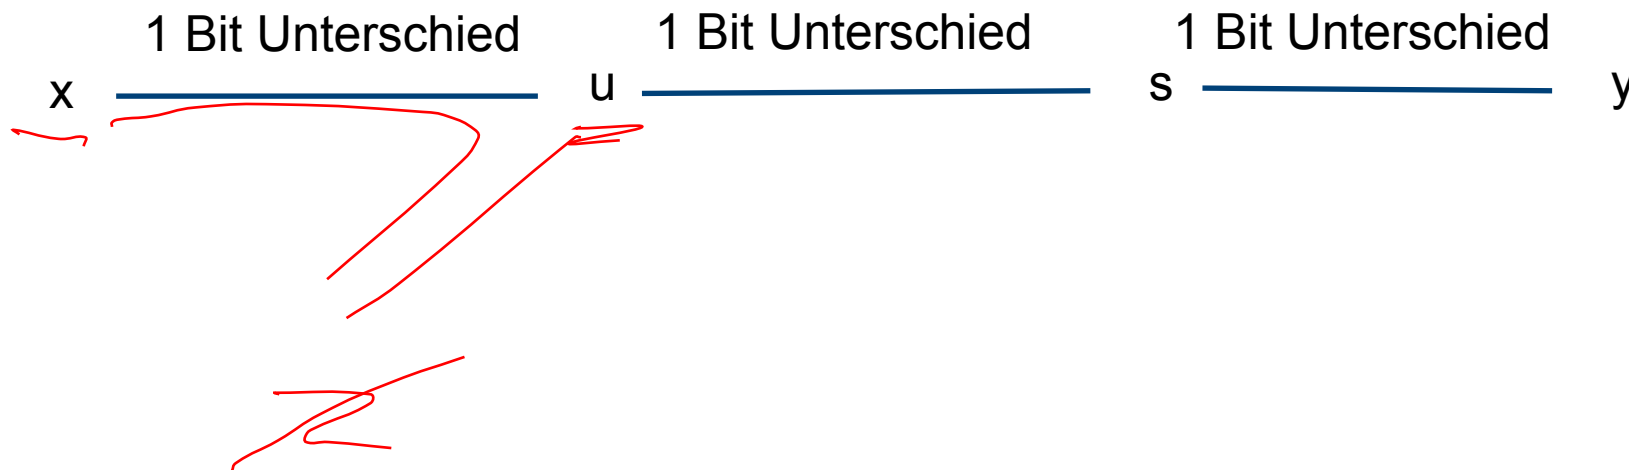 1 Bit Unterschied 1 Bit Unterschied 1 Bit Unterschied
x u s y
z